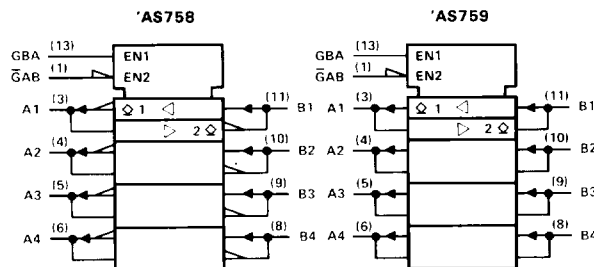 'AS758
GBA (13) EN1
G̅AB (1) EN2
A1 (3) 1 (11) B1
2
A2 (4) (10) B2
A3 (5) (9) B3
A4 (6) (8) B4
'AS759
GBA (13) EN1
G̅AB (1) EN2
A1 (3) 1 (11) B1
2
A2 (4) (10) B2
A3 (5) (9) B3
A4 (6) (8) B4